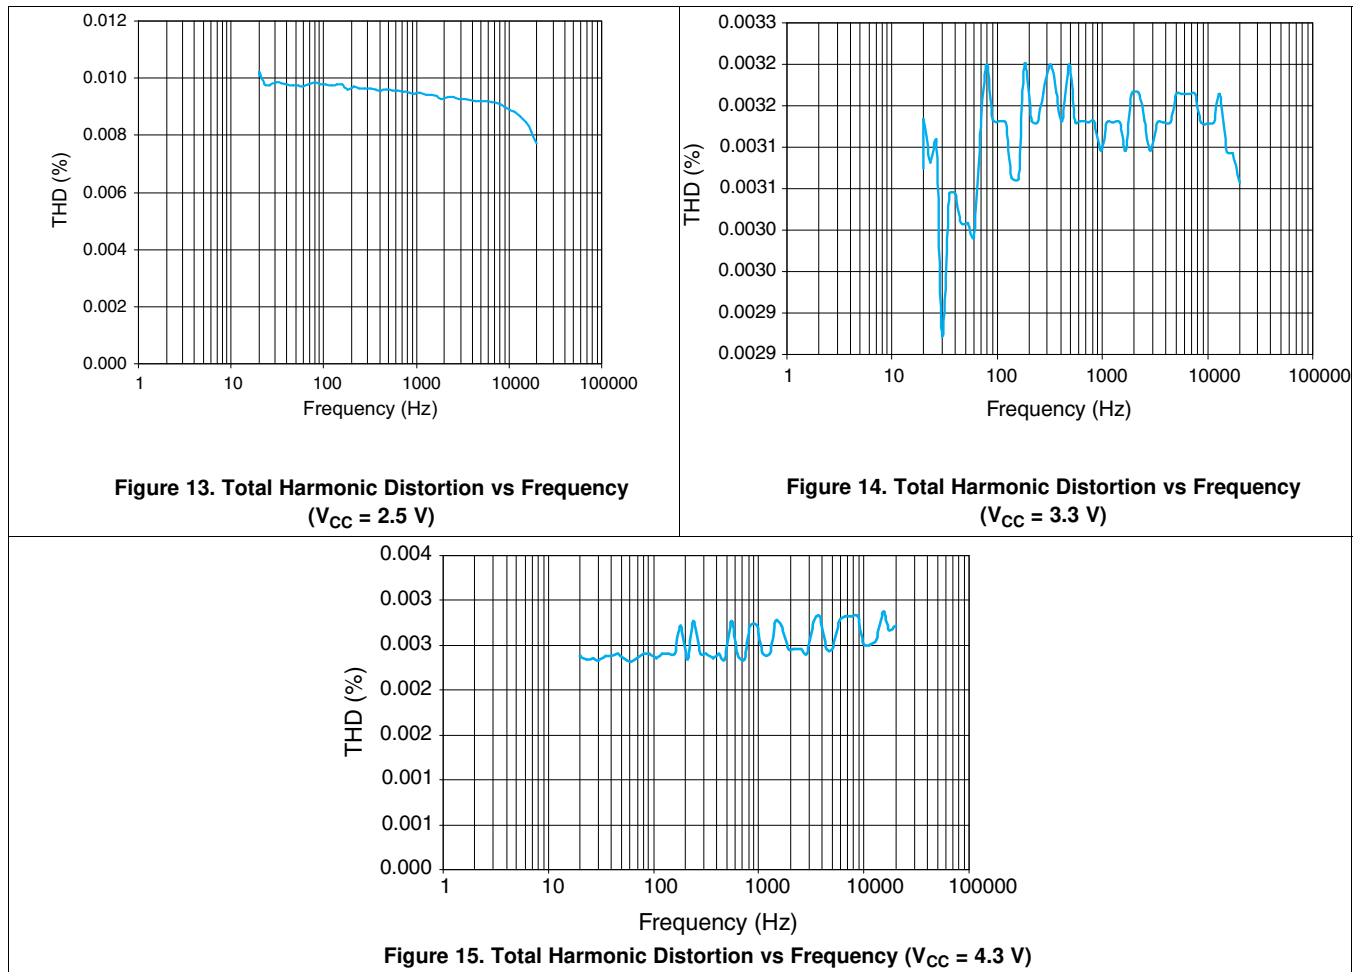 0.012
0.010
0.008
0.006
0.004
0.002
0.000
THD (%)
1 10 100 1000 10000 100000
Frequency (Hz)
Figure 13. Total Harmonic Distortion vs Frequency
(VCC = 2.5 V)
0.0033
0.0032
0.0032
0.0031
0.0031
0.0030
0.0030
0.0029
0.0029
THD (%)
1 10 100 1000 10000 100000
Frequency (Hz)
Figure 14. Total Harmonic Distortion vs Frequency
(VCC = 3.3 V)
0.004
0.003
0.003
0.002
0.002
0.001
0.001
0.000
THD (%)
1 10 100 1000 10000 100000
Frequency (Hz)
Figure 15. Total Harmonic Distortion vs Frequency (VCC = 4.3 V)